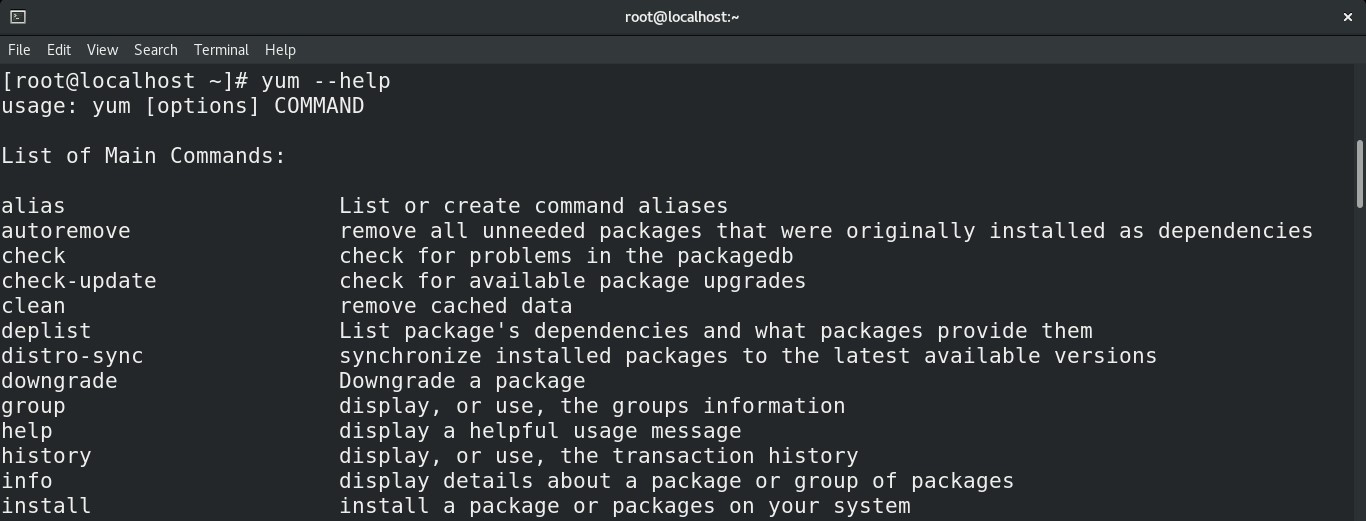 root@localhost:~
File Edit View Search Terminal Help
[root@localhost ~]# yum --help
usage: yum [options] COMMAND
List of Main Commands:
alias List or create command aliases
autoremove remove all unneeded packages that were originally installed as dependencies
check check for problems in the packagedb
check-update check for available package upgrades
clean remove cached data
deplist List package's dependencies and what packages provide them
distro-sync synchronize installed packages to the latest available versions
downgrade Downgrade a package
group display, or use, the groups information
help display a helpful usage message
history display, or use, the transaction history
info display details about a package or group of packages
install install a package or packages on your system